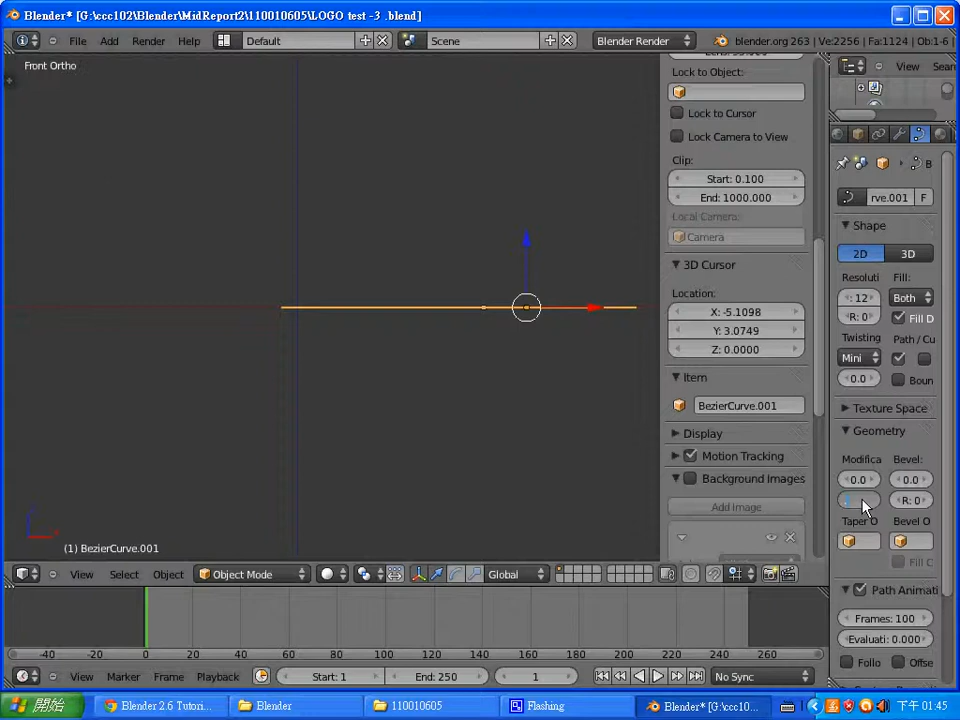 Blender* [G:\ccc102\Blender\MidReport2\110010605\LOGO test -3 .blend]
File Add Render Help Default Scene Blender Render blender.org 263 | Ve:2256 | Fa:1124 | Ob:1-6
Front Ortho
View
Lock to Object:
Lock to Cursor
Lock Camera to View
Clip:
Start: 0.100
End: 1000.000
Local Camera:
Camera
3D Cursor
Location:
X: -5.1098
Y: 3.0749
Z: 0.0000
Item
BezierCurve.001
Display
Motion Tracking
Background Images
Add Image
B
rve.001 F
Shape
2D 3D
Resoluti Fill:
: 12 Both
R: 0 Fill D
Twisting Path / Cu
Mini
0.0 Boun
Texture Space
Geometry
Modifica Bevel:
0.0 0.0
R: 0
Taper O Bevel O
Fill C
Path Animati
Frames: 100
Evaluati: 0.000
Follo Offse
(1) BezierCurve.001
View Select Object Object Mode Global
-40 -20 0 20 40 60 80 100 120 140 160 180 200 220 240 260
View Marker Frame Playback Start: 1 End: 250 1 No Sync
開始 Blender 2.6 Tutori... Blender 110010605 Flashing Blender* [G:\ccc10... 下午 01:45